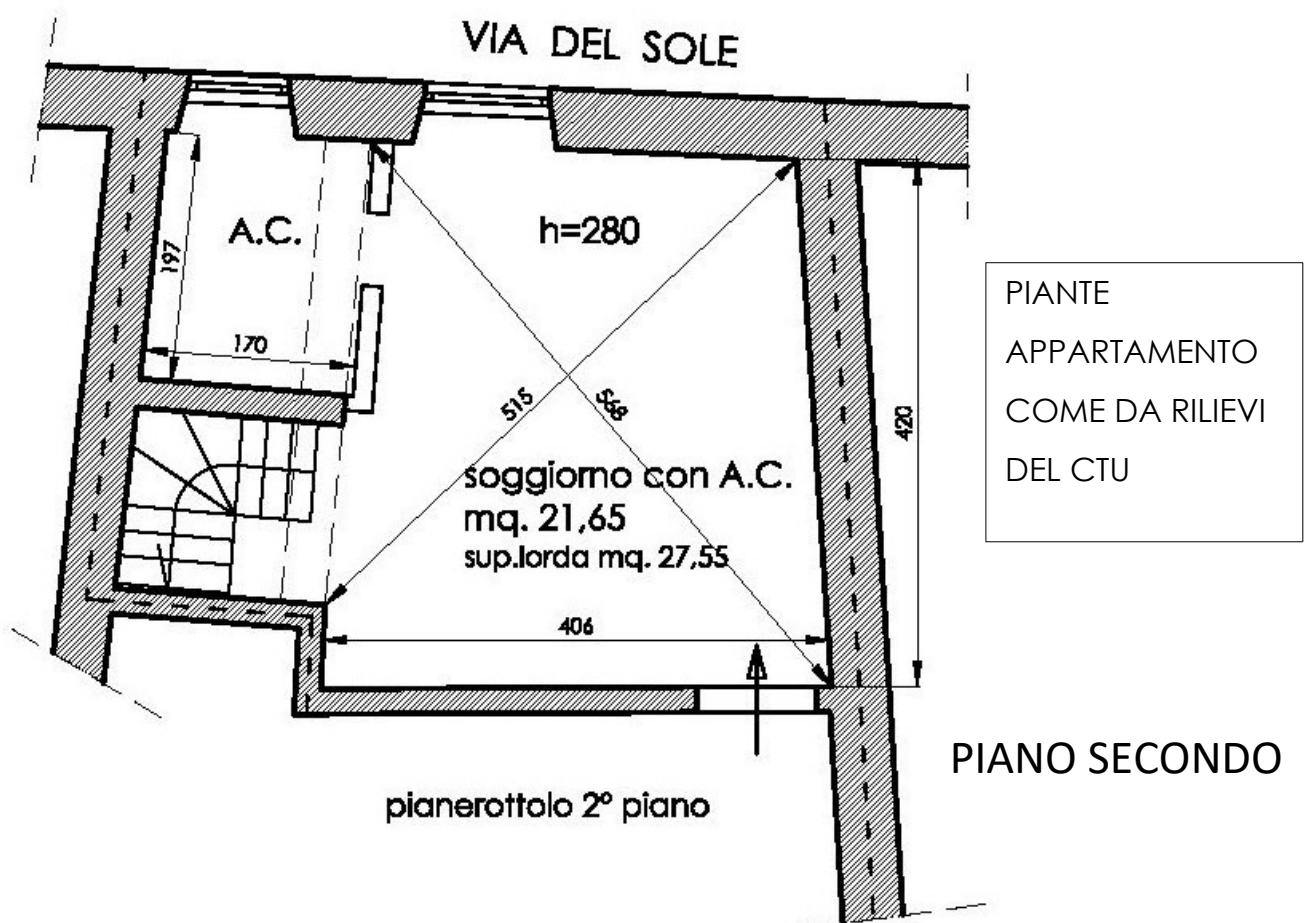 VIA DEL SOLE
A.C.
h=280
197
170
515
568
420
soggiorno con A.C.
mq. 21,65
sup.lorda mq. 27,55
406
pianerottolo 2° piano
PIANTE
APPARTAMENTO
COME DA RILIEVI
DEL CTU
PIANO SECONDO